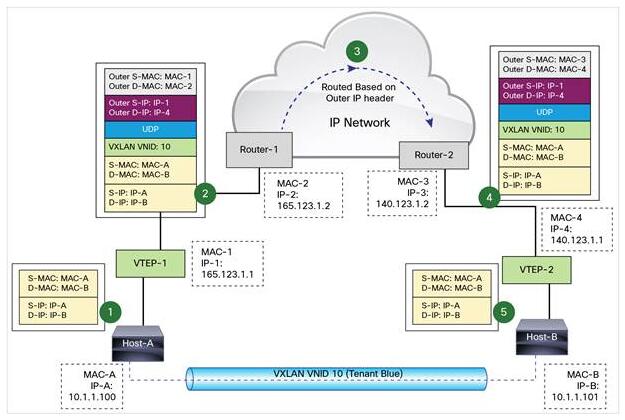 3
Routed Based on
Outer IP header
IP Network
Outer S-MAC: MAC-1
Outer D-MAC: MAC-2
Outer S-IP: IP-1
Outer D-IP: IP-4
UDP
VXLAN VNID: 10
S-MAC: MAC-A
D-MAC: MAC-B
S-IP: IP-A
D-IP: IP-B
2
Router-1
MAC-2
IP-2:
165.123.1.2
Router-2
MAC-3
IP-3:
140.123.1.2
Outer S-MAC: MAC-3
Outer D-MAC: MAC-4
Outer S-IP: IP-1
Outer D-IP: IP-4
UDP
VXLAN VNID: 10
S-MAC: MAC-A
D-MAC: MAC-B
S-IP: IP-A
D-IP: IP-B
4
VTEP-1
MAC-1
IP-1:
165.123.1.1
MAC-4
IP-4:
140.123.1.1
VTEP-2
S-MAC: MAC-A
D-MAC: MAC-B
S-IP: IP-A
D-IP: IP-B
1
Host-A
S-MAC: MAC-A
D-MAC: MAC-B
S-IP: IP-A
D-IP: IP-B
5
Host-B
MAC-A
IP-A:
10.1.1.100
VXLAN VNID 10 (Tenant Blue)
MAC-B
IP-B:
10.1.1.101